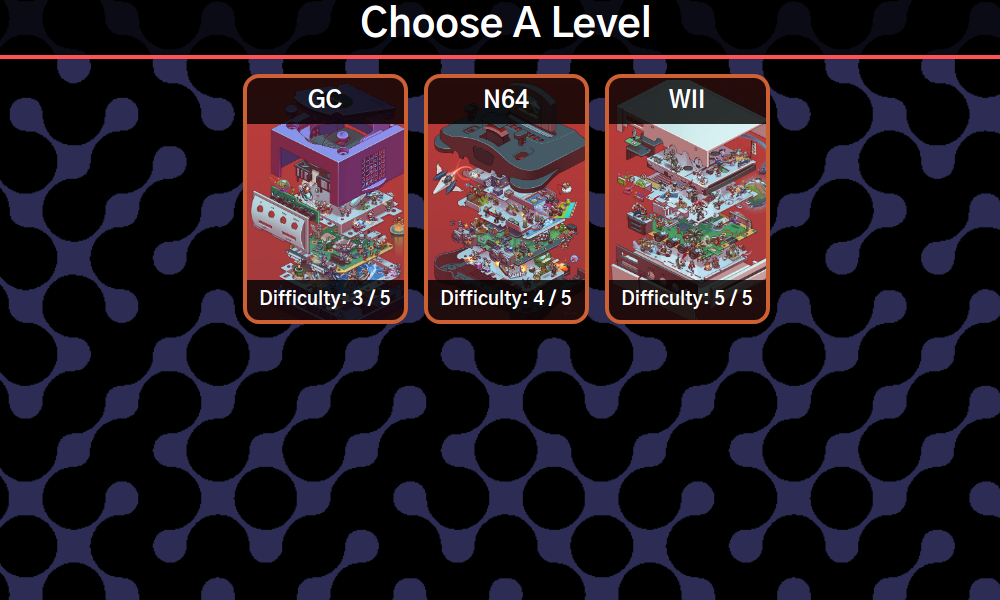 Choose A Level
GC
N64
WII
Difficulty: 3 / 5
Difficulty: 4 / 5
Difficulty: 5 / 5